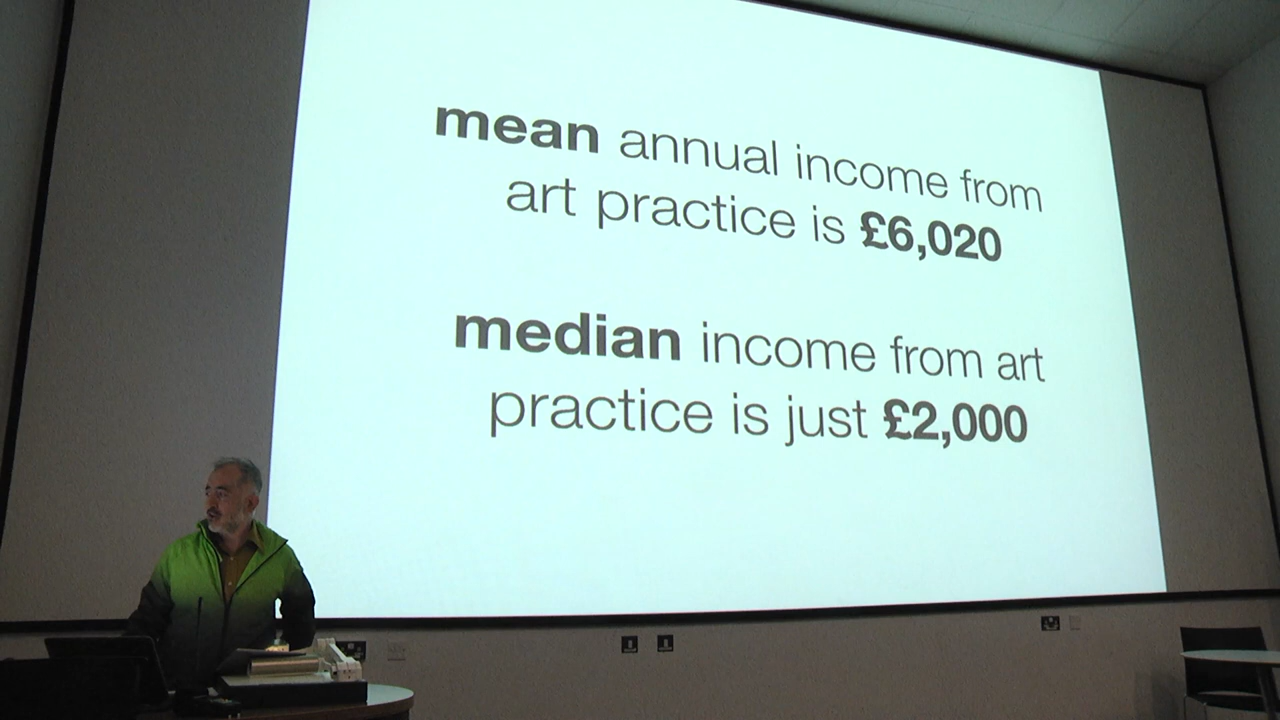 mean annual income from
art practice is £6,020
median income from art
practice is just £2,000